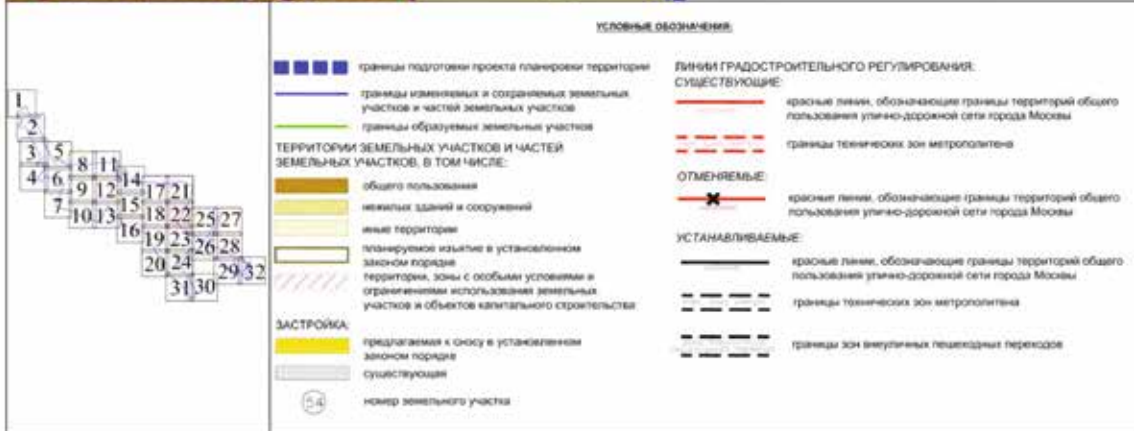 УСЛОВНЫЕ ОБОЗНАЧЕНИЯ:
1
2
3
5
4
6
8
11
7
9
12
14
10
13
15
17
21
16
18
22
25
27
19
23
26
28
20
24
29
32
31
30
границы подготовки проекта планировки территории
границы изменяемых и сохраняемых земельных
участков и частей земельных участков
границы образуемых земельных участков
ТЕРРИТОРИИ ЗЕМЕЛЬНЫХ УЧАСТКОВ И ЧАСТЕЙ
ЗЕМЕЛЬНЫХ УЧАСТКОВ, В ТОМ ЧИСЛЕ:
общего пользования
нежилых зданий и сооружений
иные территории
планируемое изъятие в установленном
законом порядке
территории, зоны с особыми условиями и
ограничениями использования земельных
участков и объектов капитального строительства
ЗАСТРОЙКА:
предлагаемая к сносу в установленном
законом порядке
существующая
54
номер земельного участка
ЛИНИИ ГРАДОСТРОИТЕЛЬНОГО РЕГУЛИРОВАНИЯ:
СУЩЕСТВУЮЩИЕ:
красные линии, обозначающие границы территорий общего
пользования улично-дорожной сети города Москвы
границы технических зон метрополитена
ОТМЕНЯЕМЫЕ:
красные линии, обозначающие границы территорий общего
пользования улично-дорожной сети города Москвы
УСТАНАВЛИВАЕМЫЕ:
красные линии, обозначающие границы территорий общего
пользования улично-дорожной сети города Москвы
границы технических зон метрополитена
границы зон внеуличных пешеходных переходов